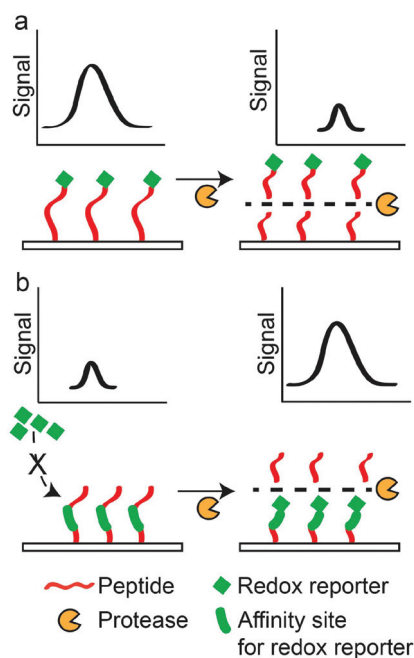 a
Signal
Signal
b
Signal
Signal
X
Peptide
Redox reporter
Protease
Affinity site
for redox reporter